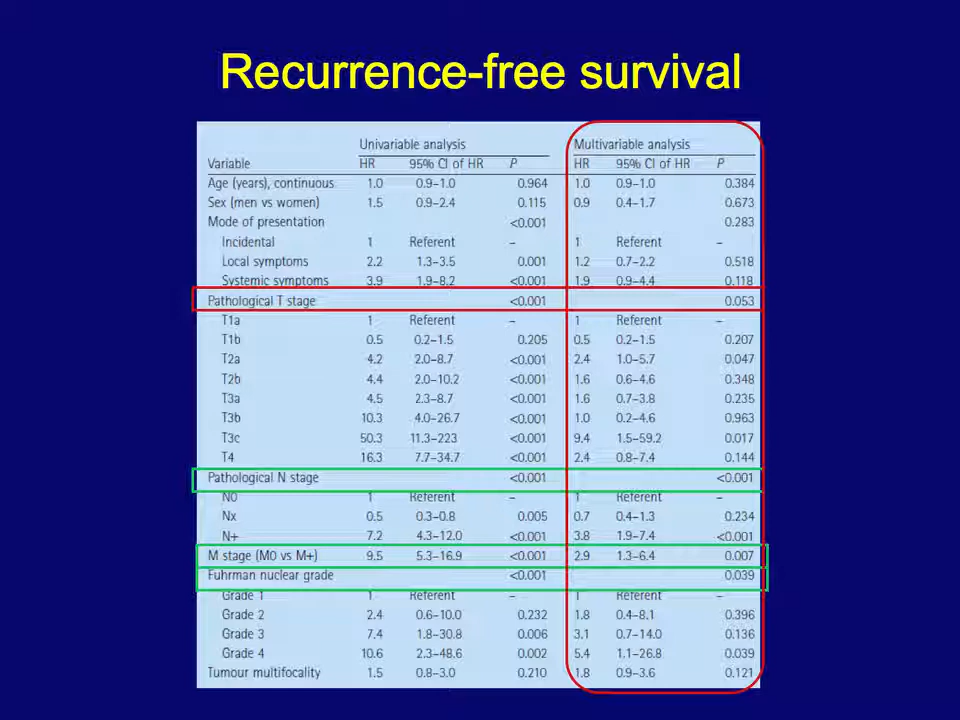 Recurrence-free survival
Univariable analysis Multivariable analysis
Variable HR 95% CI of HR P HR 95% CI of HR P
Age (years), continuous 1.0 0.9–1.0 0.964 1.0 0.9–1.0 0.384
Sex (men vs women) 1.5 0.9–2.4 0.115 0.9 0.4–1.7 0.673
Mode of presentation <0.001 0.283
Incidental 1 Referent – 1 Referent –
Local symptoms 2.2 1.3–3.5 0.001 1.2 0.7–2.2 0.518
Systemic symptoms 3.9 1.9–8.2 <0.001 1.9 0.9–4.4 0.118
Pathological T stage <0.001 0.053
T1a 1 Referent – 1 Referent –
T1b 0.5 0.2–1.5 0.205 0.5 0.2–1.5 0.207
T2a 4.2 2.0–8.7 <0.001 2.4 1.0–5.7 0.047
T2b 4.4 2.0–10.2 <0.001 1.6 0.6–4.6 0.348
T3a 4.5 2.3–8.7 <0.001 1.6 0.7–3.8 0.235
T3b 10.3 4.0–26.7 <0.001 1.0 0.2–4.6 0.963
T3c 50.3 11.3–223 <0.001 9.4 1.5–59.2 0.017
T4 16.3 7.7–34.7 <0.001 2.4 0.8–7.4 0.144
Pathological N stage <0.001 <0.001
N0 1 Referent – 1 Referent –
Nx 0.5 0.3–0.8 0.005 0.7 0.4–1.3 0.234
N+ 7.2 4.3–12.0 <0.001 3.8 1.9–7.4 <0.001
M stage (M0 vs M+) 9.5 5.3–16.9 <0.001 2.9 1.3–6.4 0.007
Fuhrman nuclear grade <0.001 0.039
Grade 1 1 Referent – 1 Referent –
Grade 2 2.4 0.6–10.0 0.232 1.8 0.4–8.1 0.396
Grade 3 7.4 1.8–30.8 0.006 3.1 0.7–14.0 0.136
Grade 4 10.6 2.3–48.6 0.002 5.4 1.1–26.8 0.039
Tumour multifocality 1.5 0.8–3.0 0.210 1.8 0.9–3.6 0.121